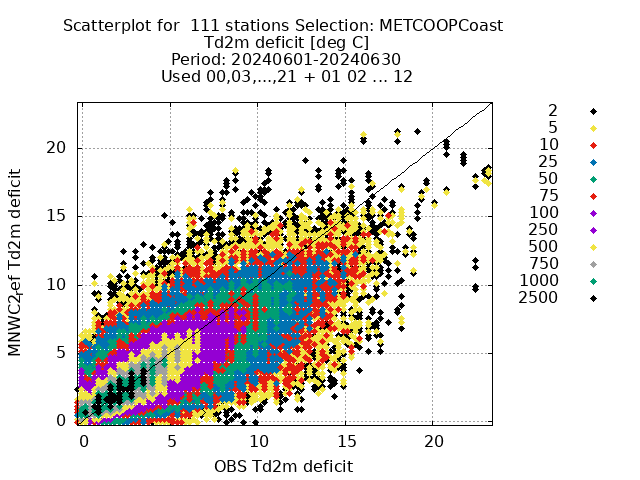 Scatterplot for 111 stations Selection: METCOOPCoast
Td2m deficit [deg C]
Period: 20240601-20240630
Used 00,03,...,21 + 01 02 ... 12
MNWC2,ef Td2m deficit
20
15
10
5
0
0 5 10 15 20
OBS Td2m deficit
2
5
10
25
50
75
100
250
500
750
1000
2500